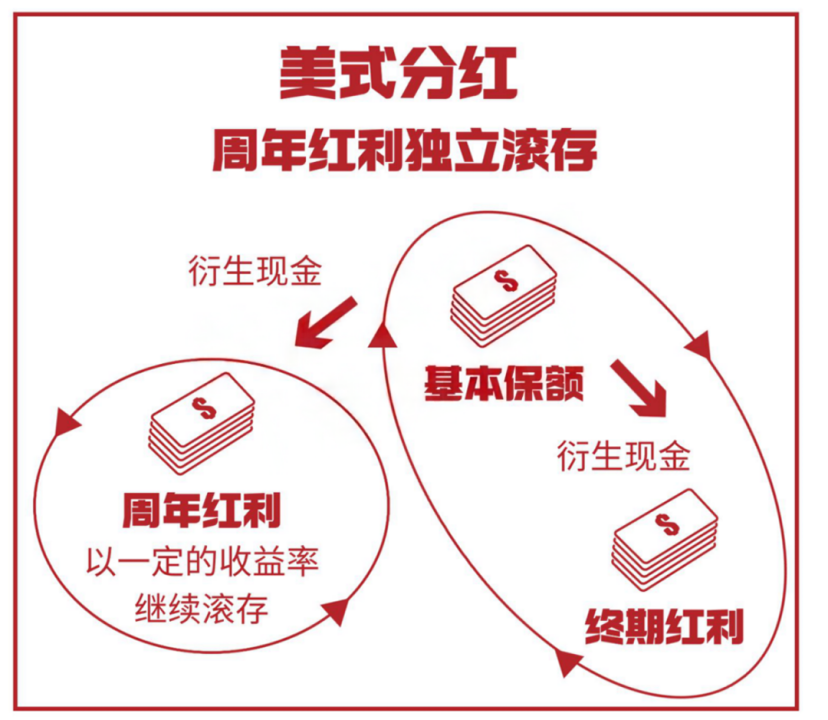 美式分红
周年红利独立滚存
衍生现金
$
基本保额
衍生现金
$
周年红利
以一定的收益率
继续滚存
$
终期红利